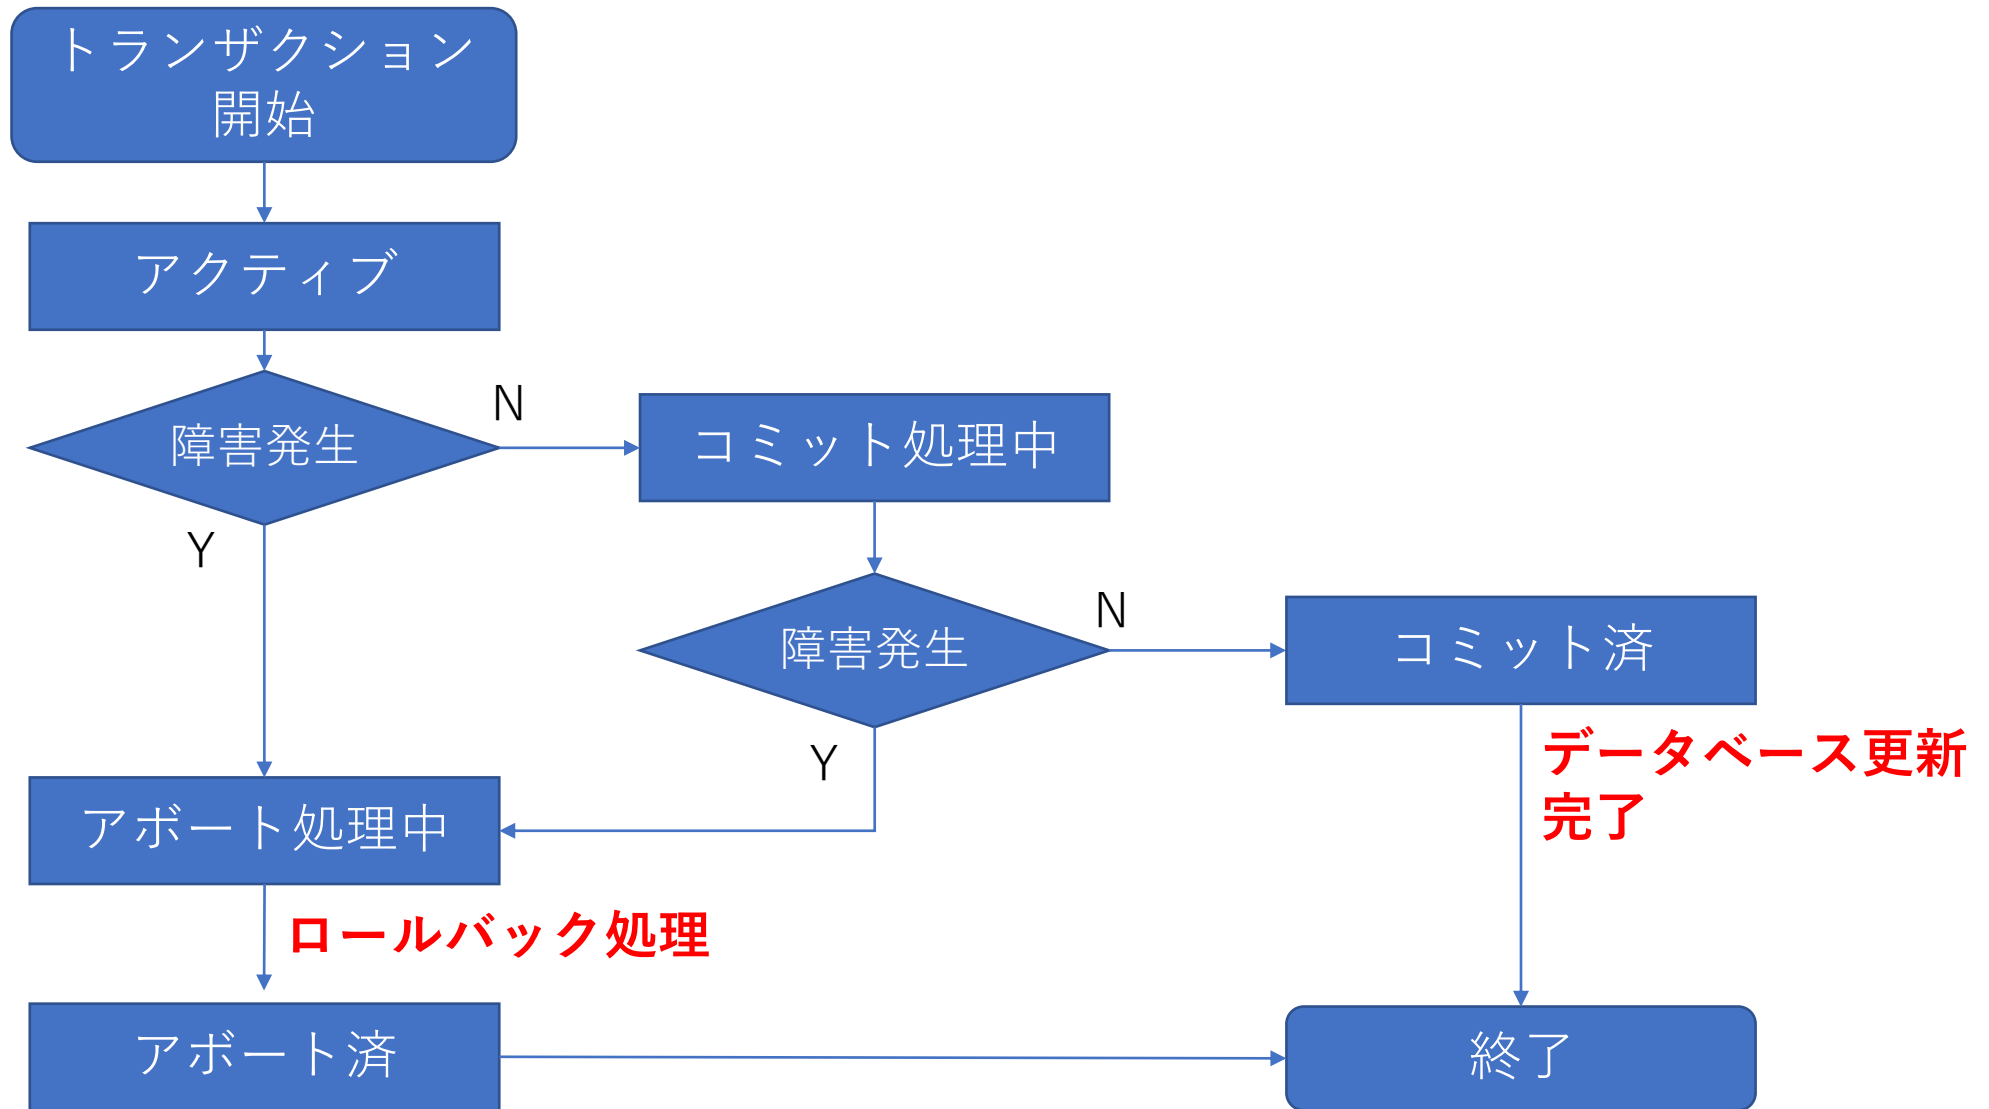 トランザクション
開始
アクティブ
障害発生
N
コミット処理中
Y
障害発生
N
コミット済
Y
データベース更新
完了
アボート処理中
ロールバック処理
アボート済
終了